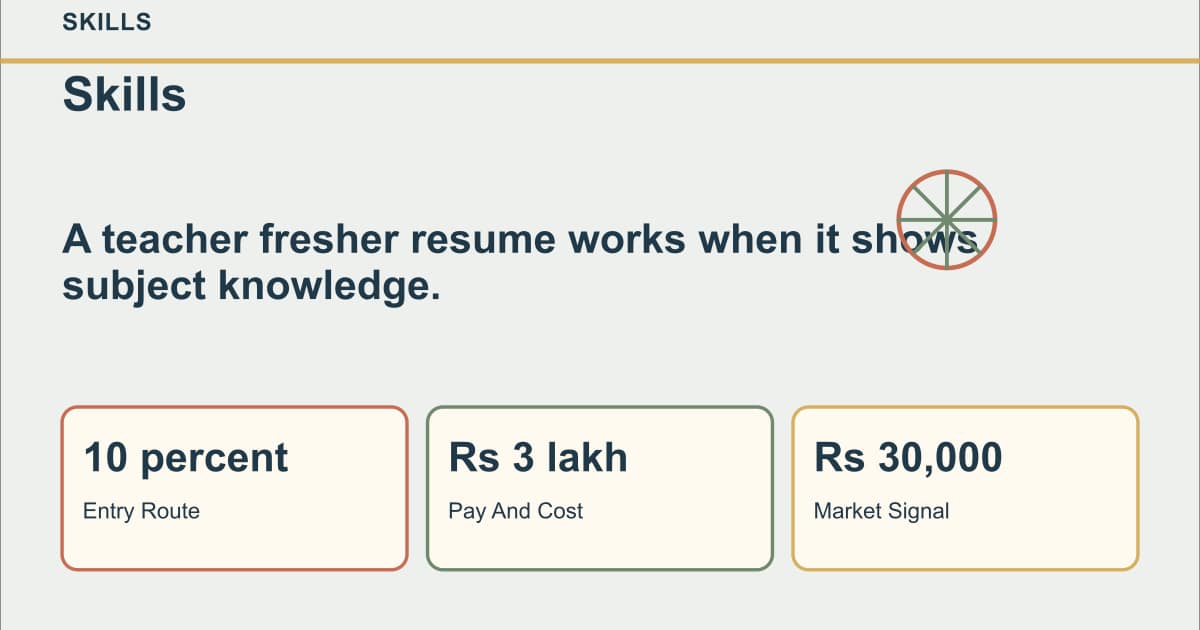 SKILLS
Skills
A teacher fresher resume works when it shows
subject knowledge.
10 percent
Entry Route
Rs 3 lakh
Pay And Cost
Rs 30,000
Market Signal